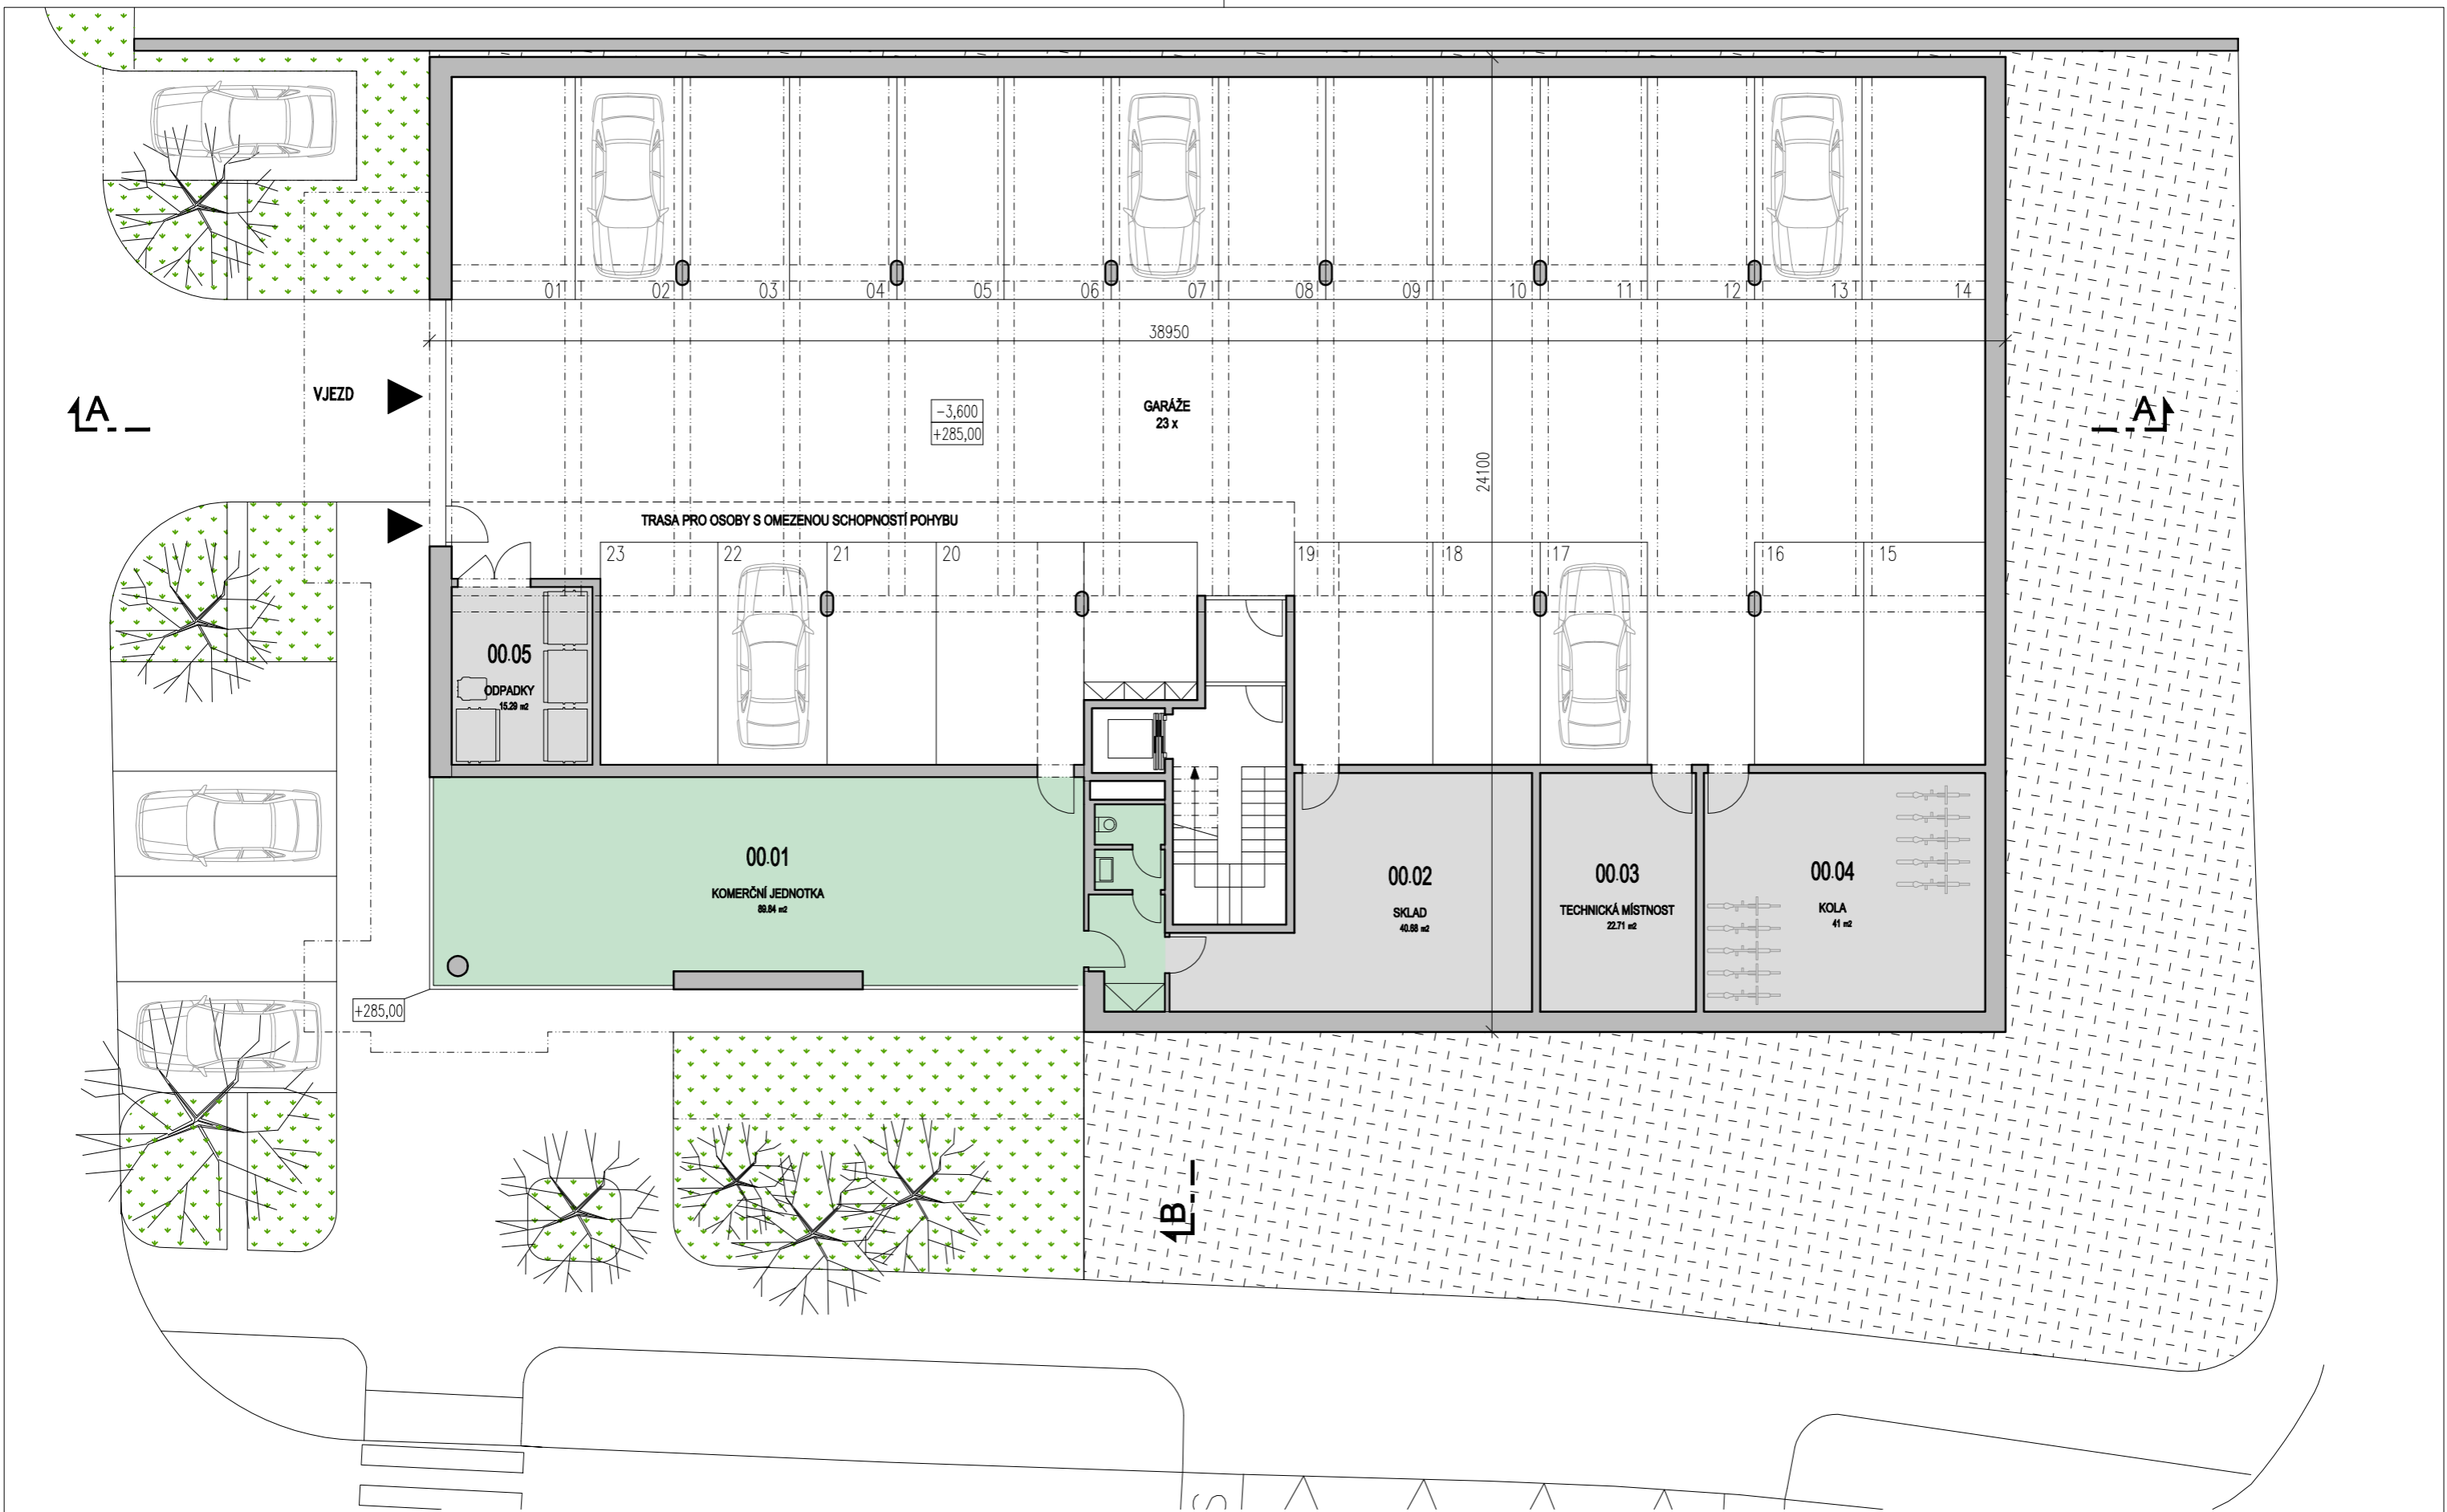 01 02 03 04 05 06 07 08 09 10 11 12 13 14
38950
VJEZD
A
-3,600
+285,00
GARÁŽE
23 x
A
24100
TRASA PRO OSOBY S OMEZENOU SCHOPNOSTÍ POHYBU
23 22 21 20 19 18 17 16 15
00.05
ODPADKY
15.29 m2
00.01
KOMERČNÍ JEDNOTKA
89.84 m2
00.02
SKLAD
40.68 m2
00.03
TECHNICKÁ MÍSTNOST
22.71 m2
00.04
KOLA
41 m2
+285,00
B
S